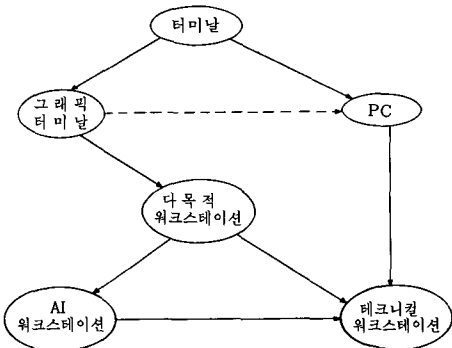 터미날
그 래 픽
터 미 날
PC
다 목 적
워크스테이션
AI
워크스테이션
테크니컬
워크스테이션